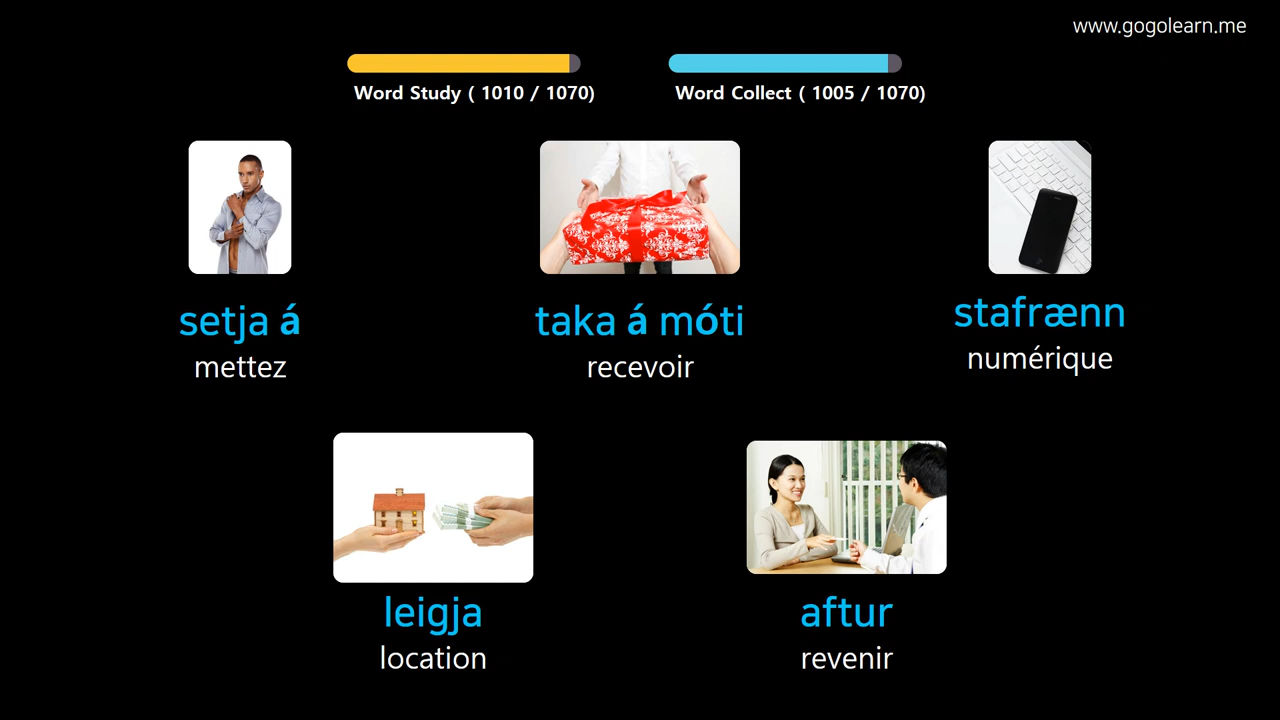 www.gogolearn.me
Word Study ( 1010 / 1070)
Word Collect ( 1005 / 1070)
setja á
mettez
taka á móti
recevoir
stafrænn
numérique
leigja
location
aftur
revenir